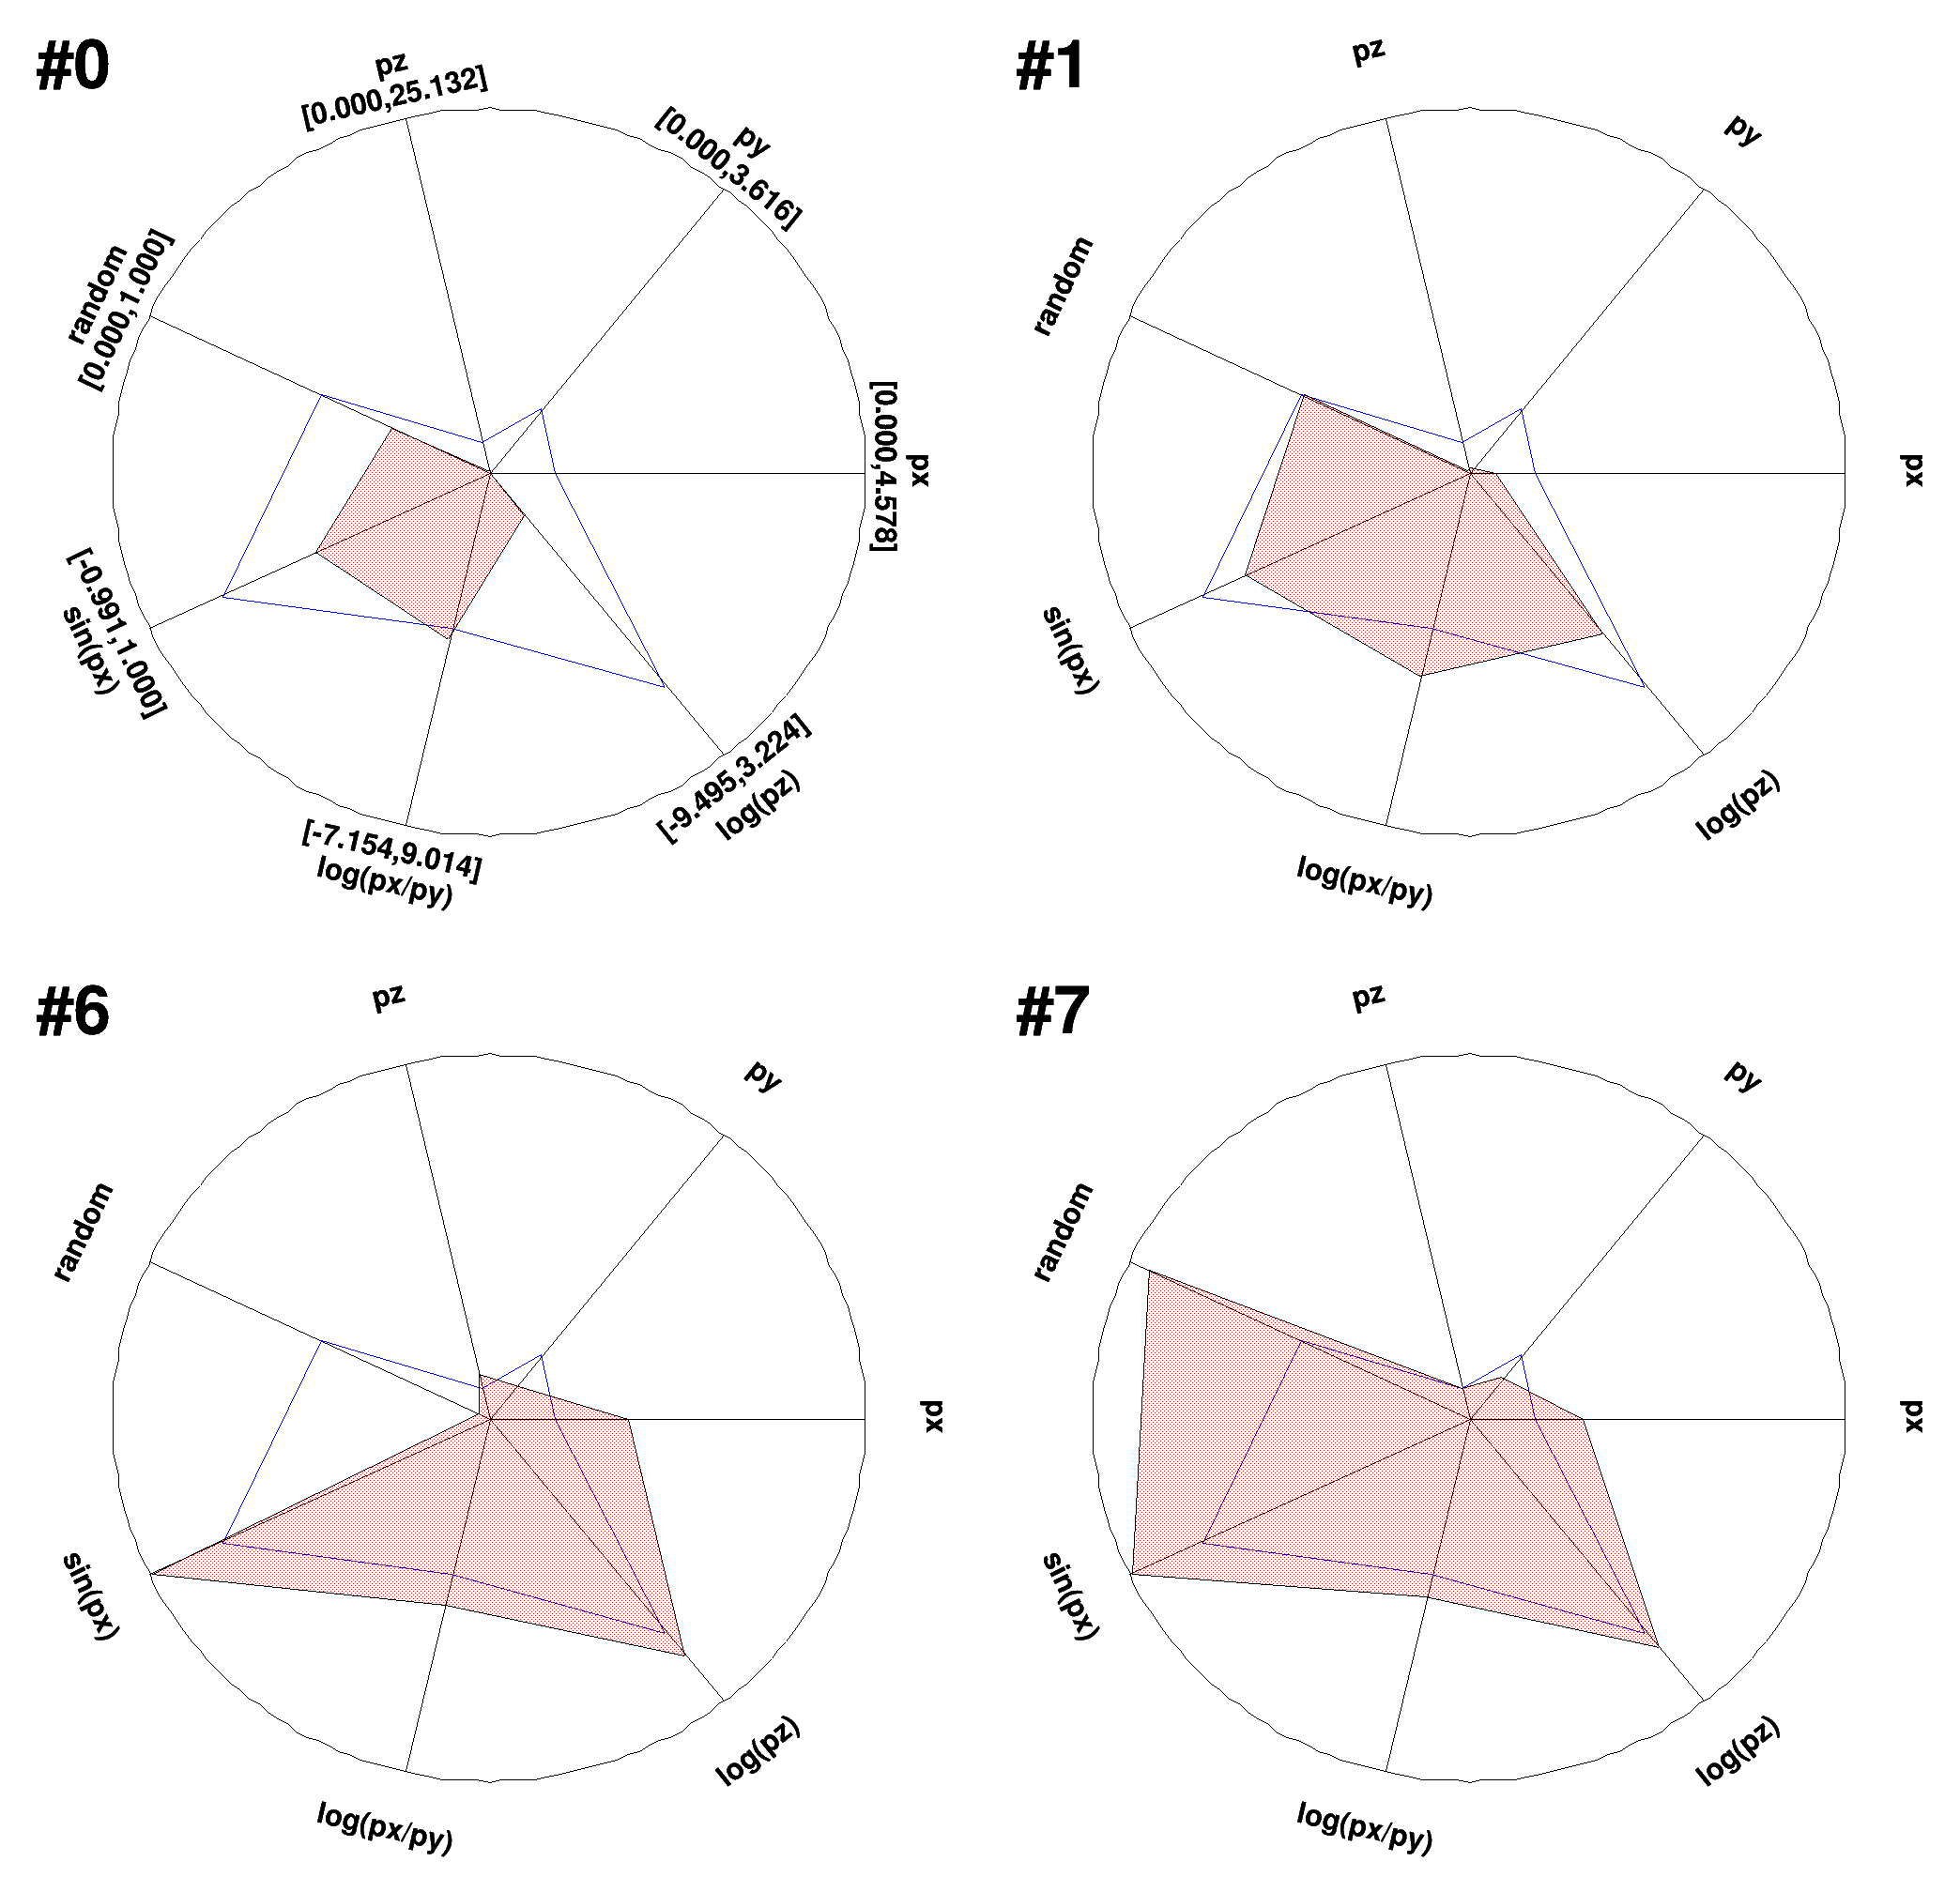 #0
pz
[0.000,25.132]
py
[0.000,3.616]
px
[0.000,4.578]
random
[0.000,1.000]
[-0.991,1.000]
sin(px)
[-7.154,9.014]
log(px/py)
[-9.495,3.224]
log(pz)
#1
pz
py
px
random
sin(px)
log(px/py)
log(pz)
#6
pz
py
px
random
sin(px)
log(px/py)
log(pz)
#7
pz
py
px
random
sin(px)
log(px/py)
log(pz)